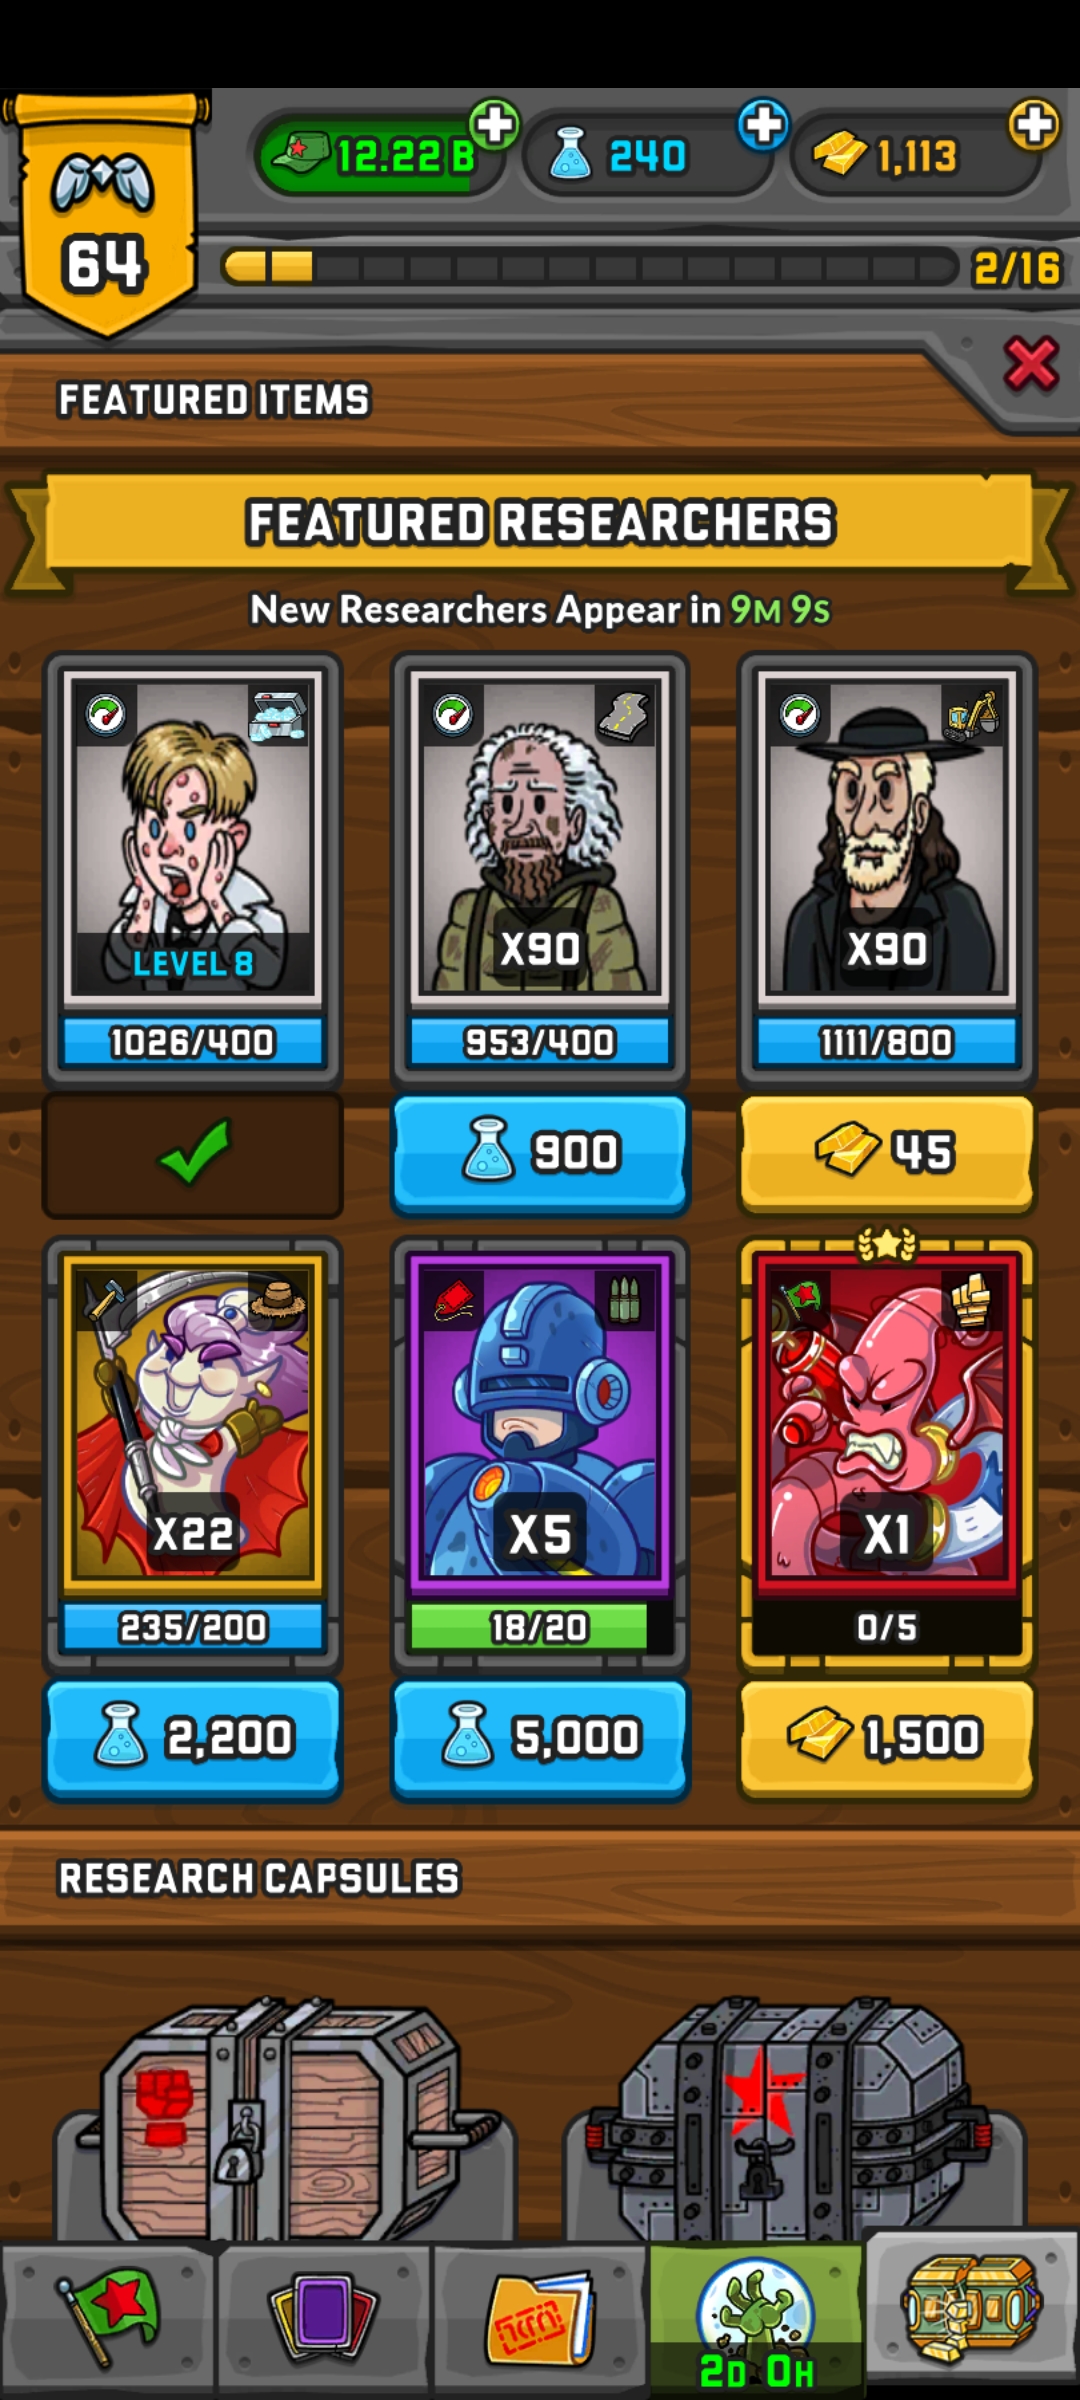 12.22 B
240
1,113
64
2/16
FEATURED ITEMS
FEATURED RESEARCHERS
New Researchers Appear in 9M 9S
LEVEL 8
X90
X90
1026/400
953/400
1111/800
900
45
X22
X5
X1
235/200
18/20
0/5
2,200
5,000
1,500
RESEARCH CAPSULES
2D 0H